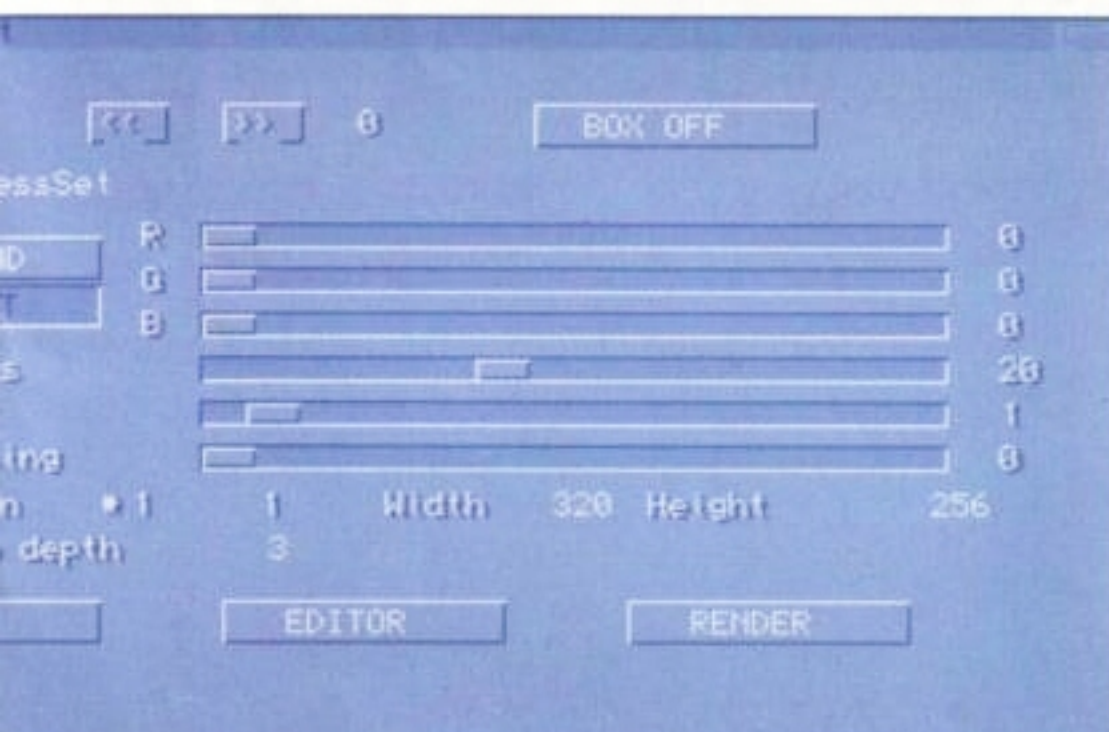 << >> 0 BOX OFF
essSet
R 0
G 0
B 0
s 20
1
ing 0
n 1 1 Width 320 Height 256
depth 3
EDITOR RENDER